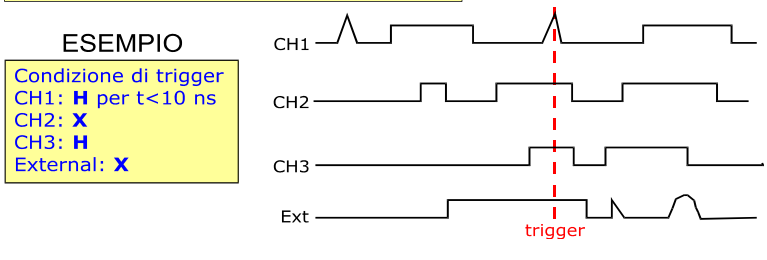 ESEMPIO
Condizione di trigger
CH1: H per t<10 ns
CH2: X
CH3: H
External: X
CH1
CH2
CH3
Ext
trigger